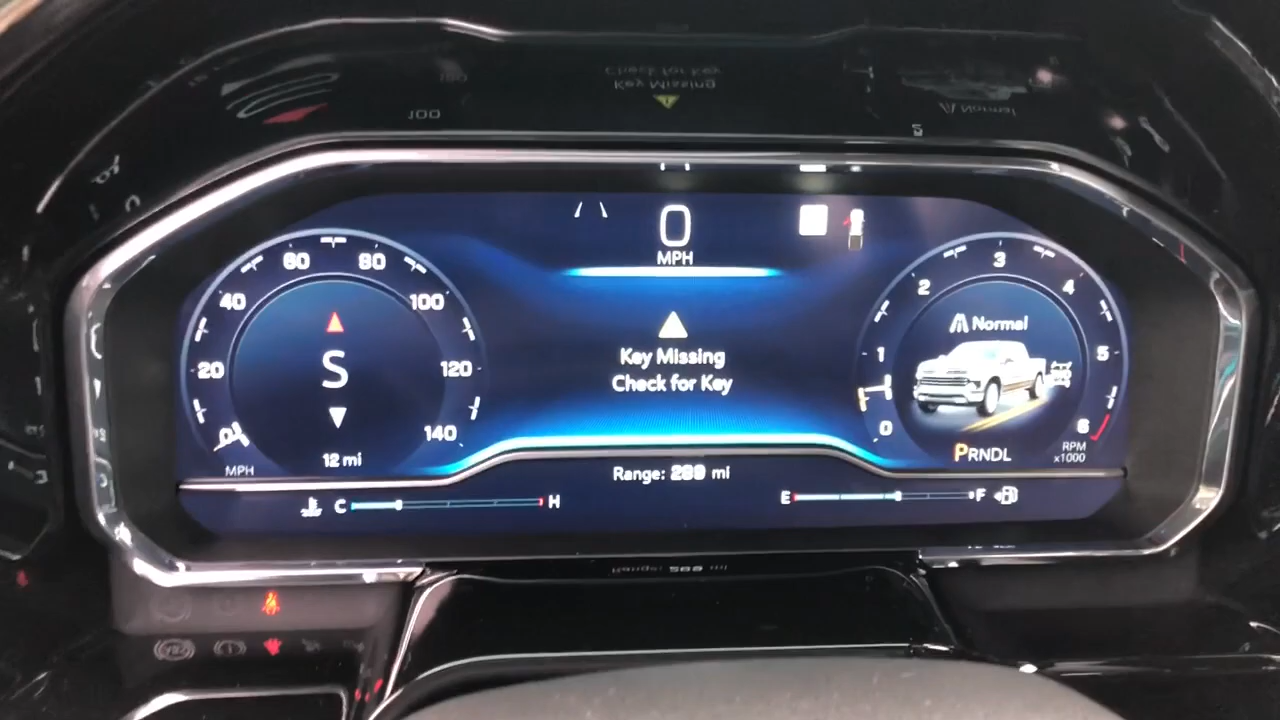 0
MPH
60 80
40 100
20 120
0 140
MPH
S
12 mi
Key Missing
Check for Key
3
2 4
1 5
0 6
Normal
PRNDL
RPM
x1000
Range: 289 mi
C H
E F